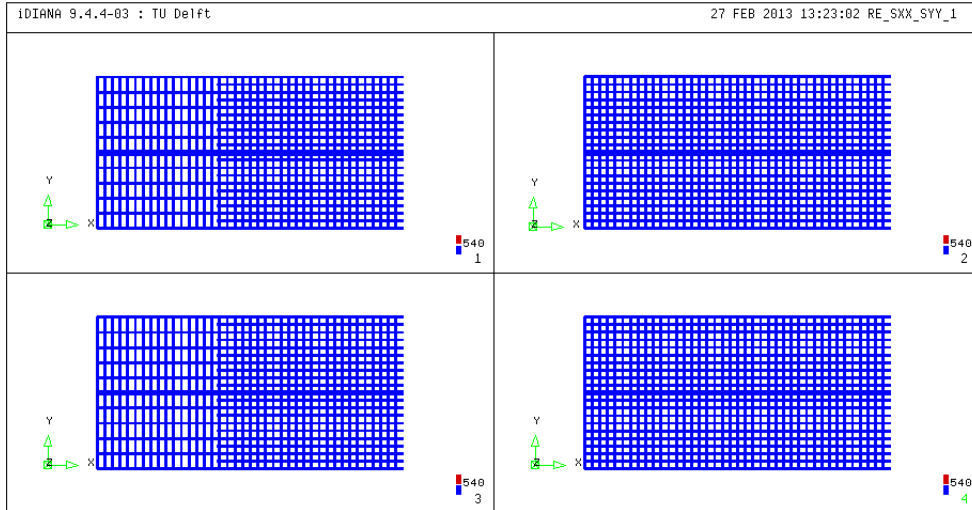 iDIANA 9.4.4-03 : TU Delft
27 FEB 2013 13:23:02 RE_SXX_SYY_1
Y
Z
X
540
1
Y
Z
X
540
2
Y
Z
X
540
3
Y
Z
X
540
4